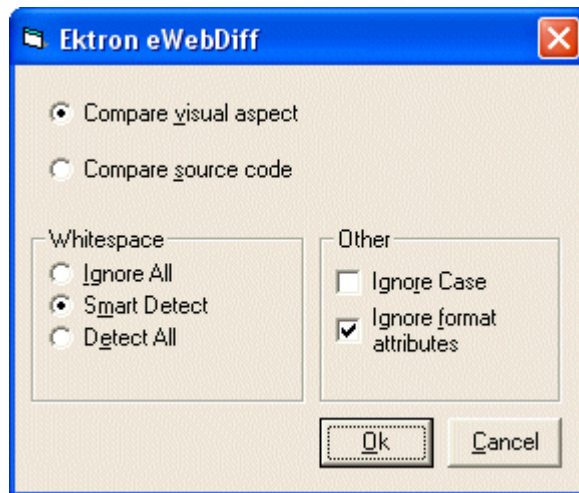 Ektron eWebDiff
Compare visual aspect
Compare source code
Whitespace
Ignore All
Smart Detect
Detect All
Other
Ignore Case
Ignore format
attributes
Ok
Cancel